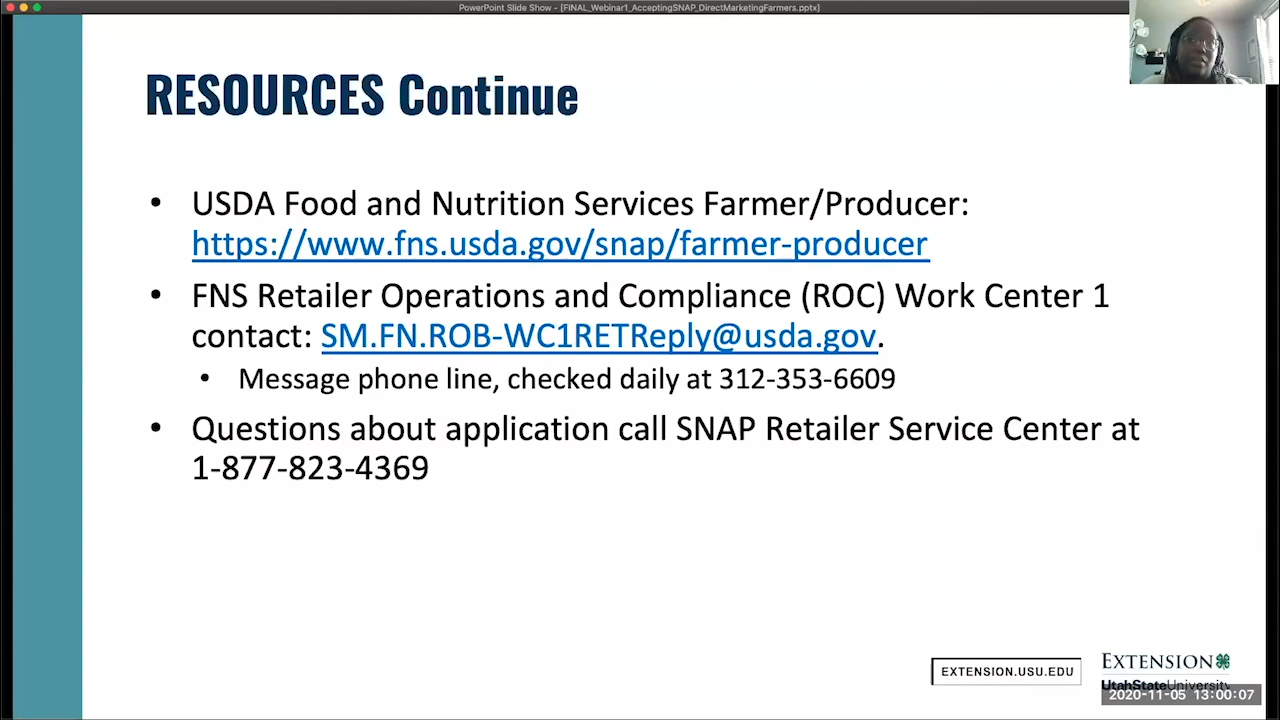 PowerPoint Slide Show - [FINAL_Webinar1_AcceptingSNAP_DirectMarketingFarmers.pptx]
RESOURCES Continue
• USDA Food and Nutrition Services Farmer/Producer:
https://www.fns.usda.gov/snap/farmer-producer
• FNS Retailer Operations and Compliance (ROC) Work Center 1
contact: SM.FN.ROB-WC1RETReply@usda.gov.
• Message phone line, checked daily at 312-353-6609
• Questions about application call SNAP Retailer Service Center at
1-877-823-4369
EXTENSION.USU.EDU
EXTENSION
UtahStateUniversity
2020-11-05 13:00:07